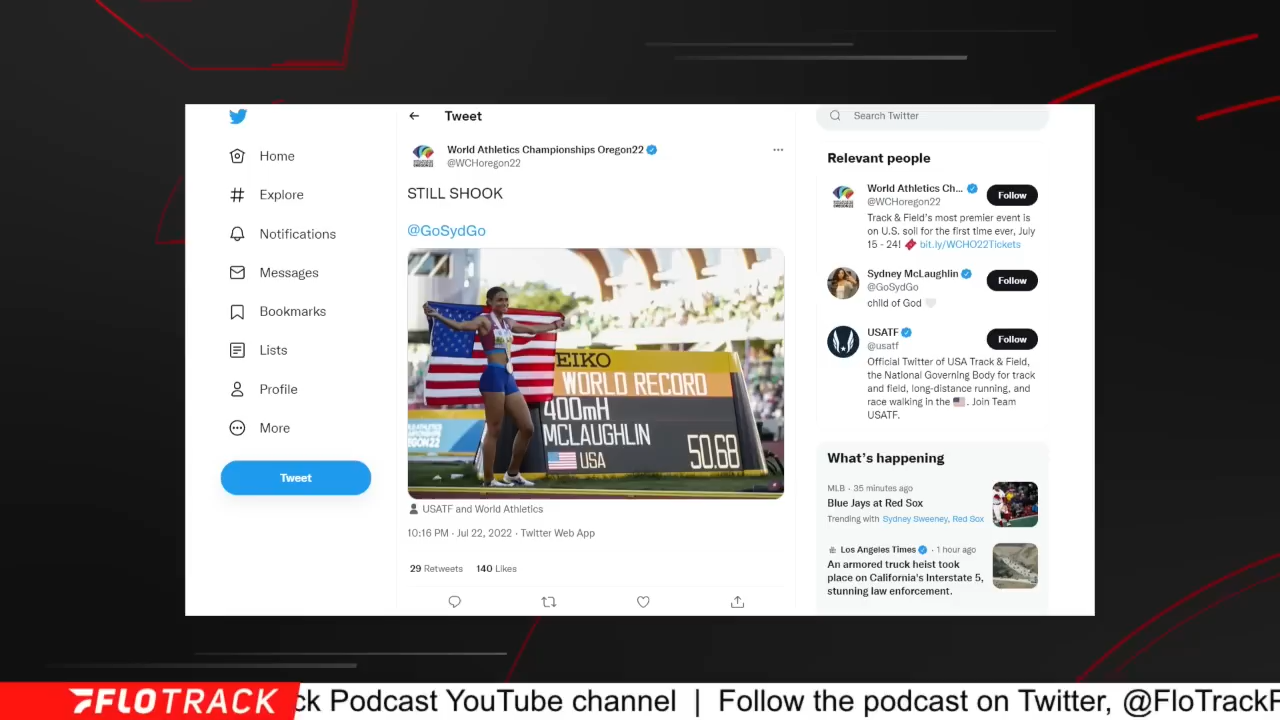 Home
Explore
Notifications
Messages
Bookmarks
Lists
Profile
More
Tweet
Tweet
World Athletics Championships Oregon22
@WCHoregon22
STILL SHOOK
@GoSydGo
SEIKO
WORLD RECORD
400mH
MCLAUGHLIN
USA
50.68
USATF and World Athletics
10:16 PM · Jul 22, 2022 · Twitter Web App
29 Retweets 140 Likes
Search Twitter
Relevant people
World Athletics Ch...
@WCHoregon22
Follow
Track & Field's most premier event is
on U.S. soil for the first time ever, July
15 - 24! bit.ly/WCHO22Tickets
Sydney McLaughlin
@GoSydGo
Follow
child of God
USATF
@usatf
Follow
Official Twitter of USA Track & Field,
the National Governing Body for track
and field, long-distance running, and
race walking in the 🇺🇸. Join Team
USATF.
What's happening
MLB · 35 minutes ago
Blue Jays at Red Sox
Trending with Sydney Sweeney, Red Sox
Los Angeles Times · 1 hour ago
An armored truck heist took
place on California's Interstate 5,
stunning law enforcement.
FLOTRACK
ck Podcast YouTube channel | Follow the podcast on Twitter, @FloTrackP